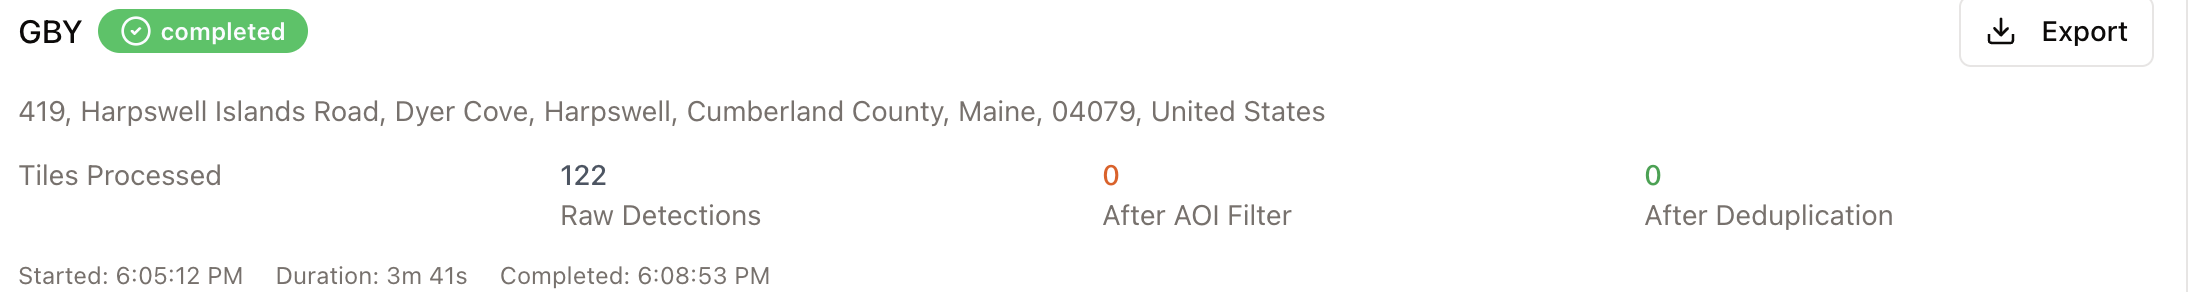 GBY completed Export
419, Harpswell Islands Road, Dyer Cove, Harpswell, Cumberland County, Maine, 04079, United States
Tiles Processed 122 0 0
Raw Detections After AOI Filter After Deduplication
Started: 6:05:12 PM Duration: 3m 41s Completed: 6:08:53 PM